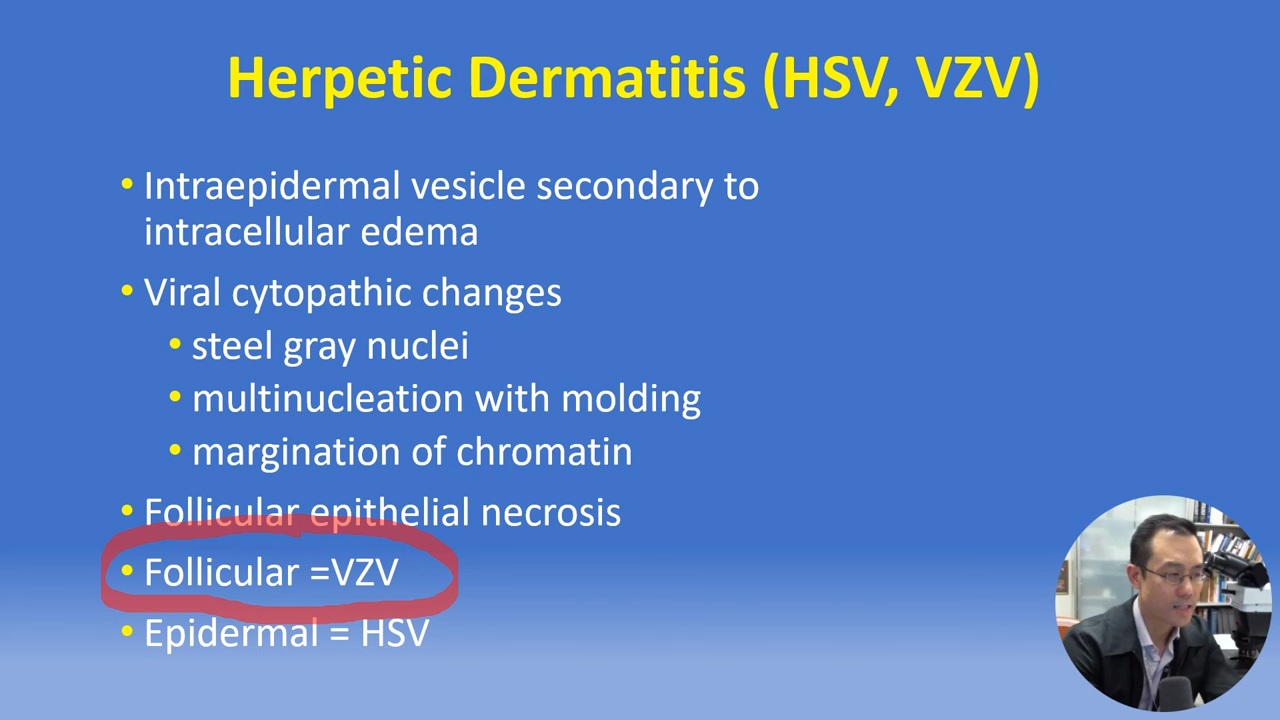 Herpetic Dermatitis (HSV, VZV)
• Intraepidermal vesicle secondary to
intracellular edema
• Viral cytopathic changes
• steel gray nuclei
• multinucleation with molding
• margination of chromatin
• Follicular epithelial necrosis
• Follicular =VZV
• Epidermal = HSV